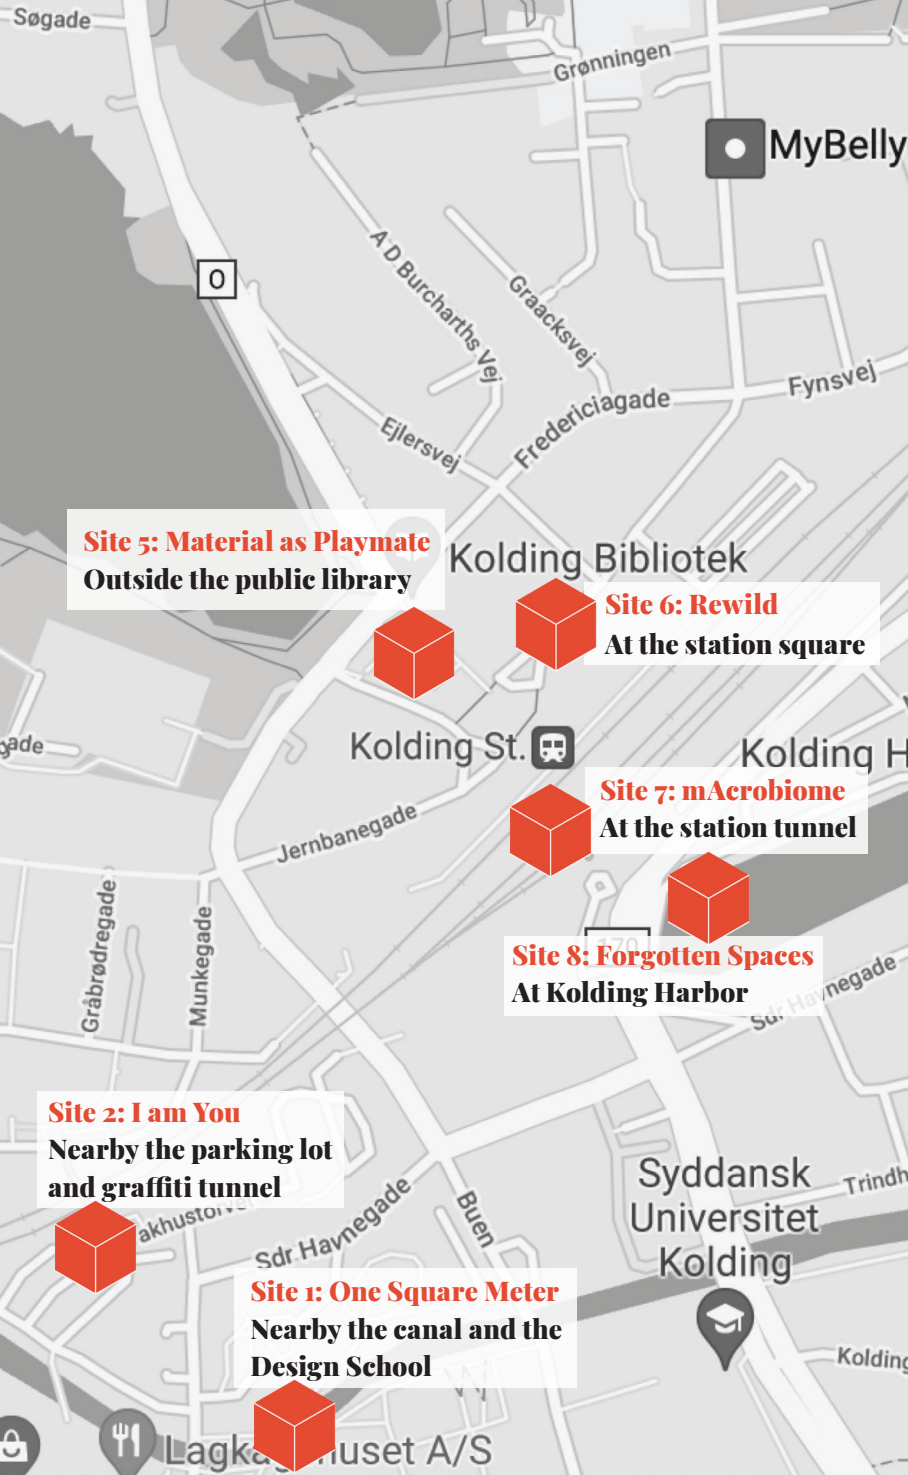 Søgade
Grønningen
MyBelly
O
A D Burcharths Vej
Graacksvej
Fynsvej
Fredericiagade
Ejlersvej
Site 5: Material as Playmate
Outside the public library
Kolding Bibliotek
Site 6: Rewild
At the station square
gade
Kolding St.
Kolding H
Site 7: mAcrobiome
At the station tunnel
Jernbanegade
Gråbrødregade
Munkegade
170
Site 8: Forgotten Spaces
At Kolding Harbor
Sdr Havnegade
Site 2: I am You
Nearby the parking lot
and graffiti tunnel
akhustorvet
Sdr Havnegade
Buen
Syddansk
Universitet
Kolding
Trindh
Site 1: One Square Meter
Nearby the canal and the
Design School
Kolding
Lagka huset A/S